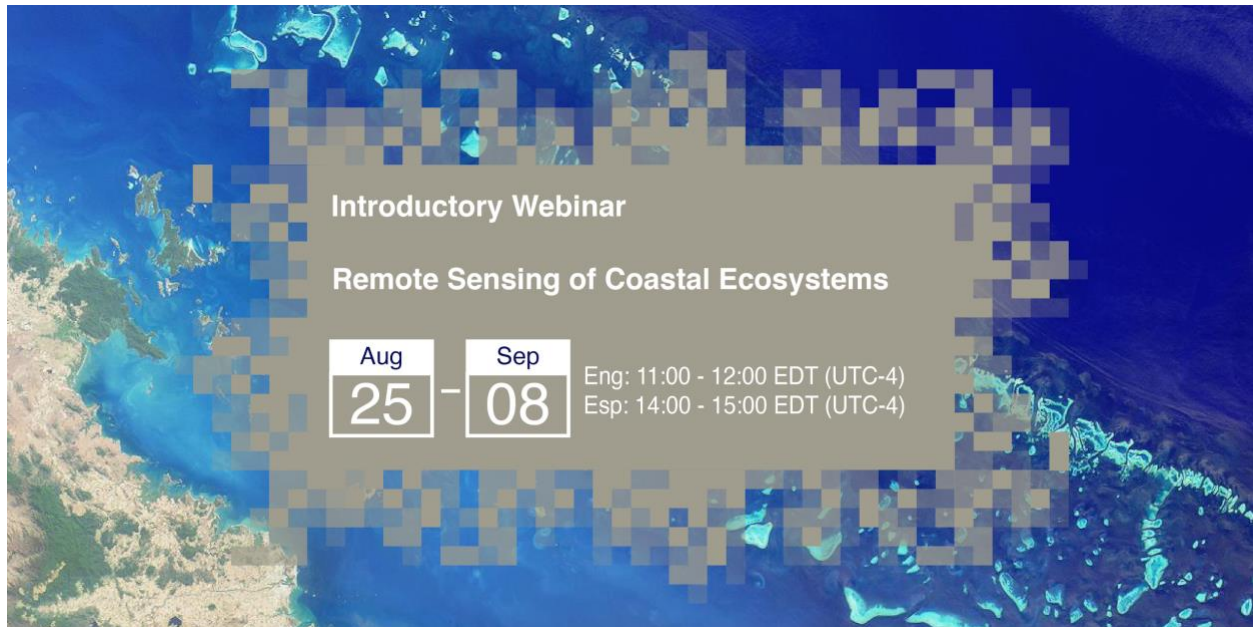 Introductory Webinar
Remote Sensing of Coastal Ecosystems
Aug
25
–
Sep
08
Eng: 11:00 - 12:00 EDT (UTC-4)
Esp: 14:00 - 15:00 EDT (UTC-4)